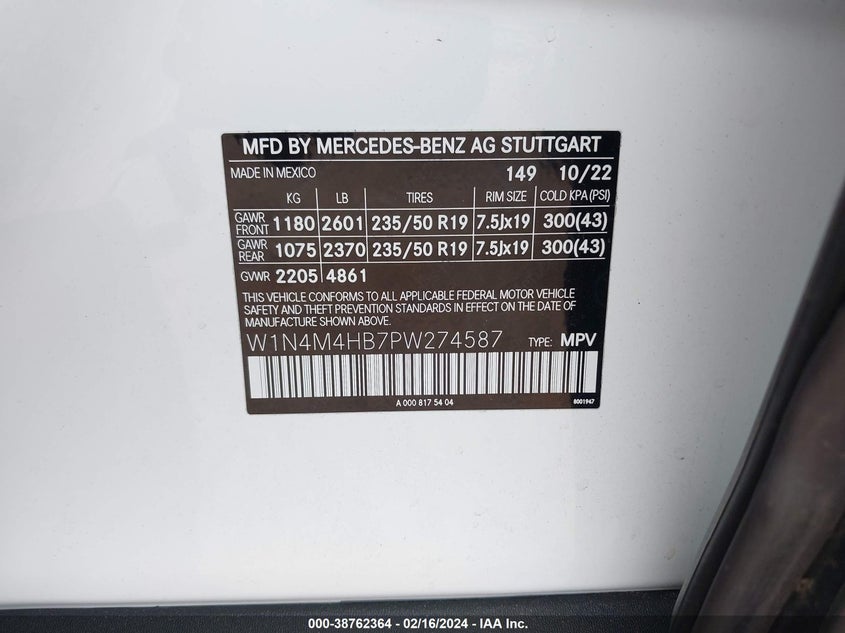 MFD BY MERCEDES-BENZ AG STUTTGART
MADE IN MEXICO 149 10/22
KG LB TIRES RIM SIZE COLD KPA (PSI)
GAWR FRONT 1180 2601 235/50 R19 7.5Jx19 300(43)
GAWR REAR 1075 2370 235/50 R19 7.5Jx19 300(43)
GVWR 2205 4861
THIS VEHICLE CONFORMS TO ALL APPLICABLE FEDERAL MOTOR VEHICLE
SAFETY AND THEFT PREVENTION STANDARDS IN EFFECT ON THE DATE
OF MANUFACTURE SHOWN ABOVE.
W1N4M4HB7PW274587 TYPE: MPV
A 000 817 54 04 8001967
000-38762364 - 02/16/2024 - IAA Inc.